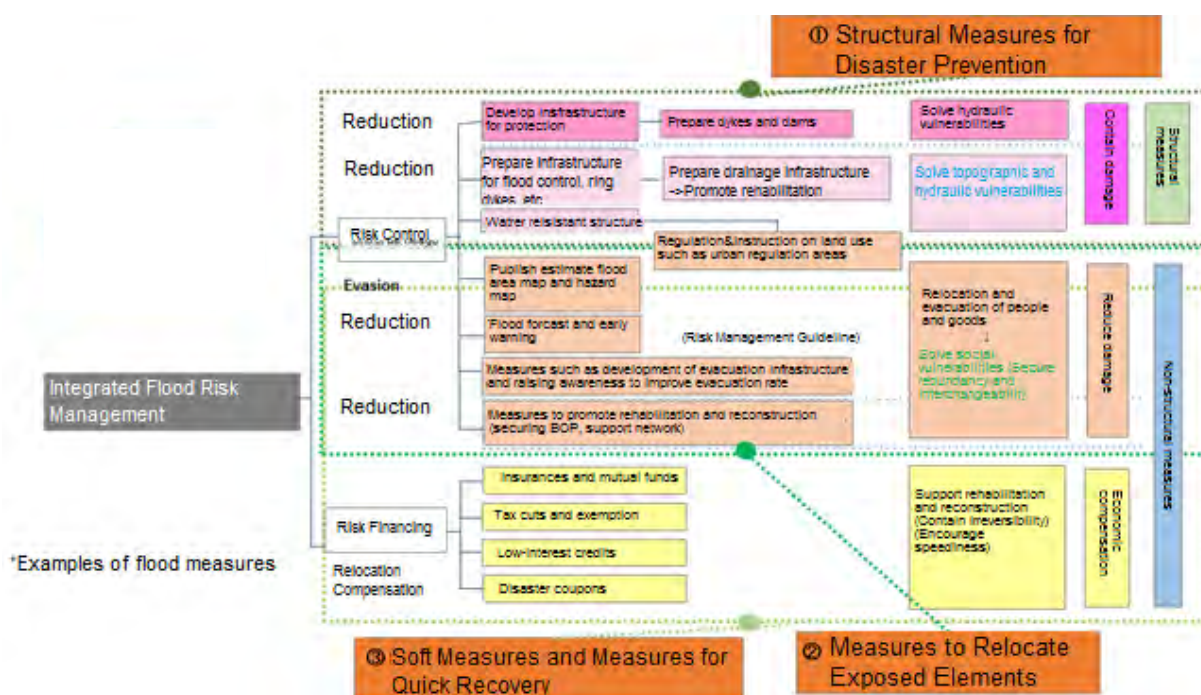 ① Structural Measures for
Disaster Prevention
Reduction
Develop insfrastructure
for protection
Prepare dykes and dams
Solve hydraulic
vulnerabilities
Contain damage
Structural
measures
Reduction
Prepare infrastructure
for flood control, ring
dykes, etc
Prepare drainage infrastructure
->Promote rehabilitation
Solve topographic and
hydraulic vulnerabilities
Watrer relsistant structure
Risk Control
Regulation&instruction on land use
such as urban regulation areas
Evasion
Publish estimate flood
area map and hazard
map
Relocation and
evacuation of people
and goods
↓
Solve social
vulnerabilities (Secure
redundancy and
interchangeability)
Reduce damage
Non-structural measures
Reduction
'Flood forcast and early
warning
(Risk Management Guideline)
Measures such as development of evacuation infrastructure
and raising awareness to improve evacuation rate
Integrated Flood Risk
Management
Reduction
Measures to promote rehabilitation and reconstruction
(securing BOP, support network)
Insurances and mutual funds
Risk Financing
Tax cuts and exemption
Support rehabilitation
and reconstruction
(Contain irreversibility)
(Encourage
speediness)
Economic
compensation
Low-interest credits
*Examples of flood measures
Relocation
Compensation
Disaster coupons
③ Soft Measures and Measures for
Quick Recovery
② Measures to Relocate
Exposed Elements